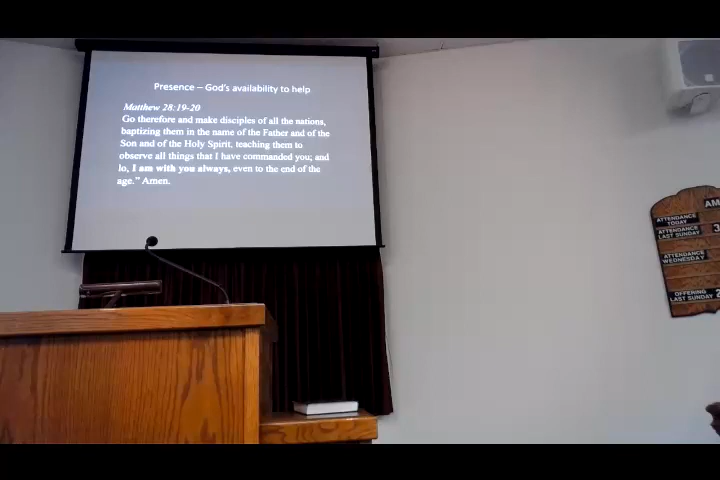 Presence – God's availability to help
Matthew 28:19-20
Go therefore and make disciples of all the nations,
baptizing them in the name of the Father and of the
Son and of the Holy Spirit, teaching them to
observe all things that I have commanded you; and
lo, I am with you always, even to the end of the
age." Amen.
AM
ATTENDANCE
TODAY
ATTENDANCE
LAST SUNDAY
3
ATTENDANCE
WEDNESDAY
OFFERING
LAST SUNDAY
2